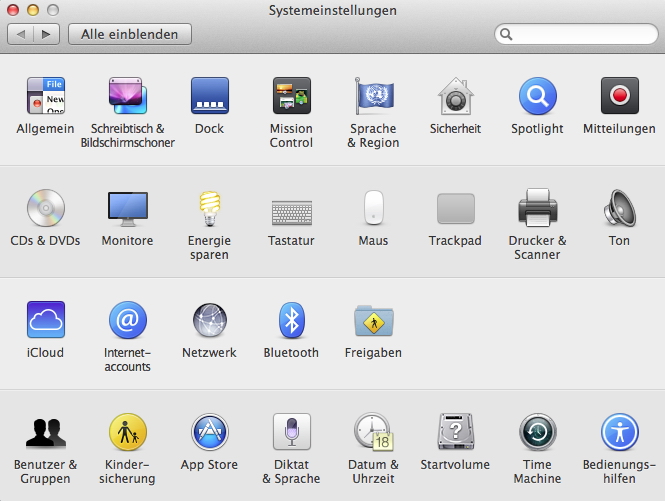 Systemeinstellungen
Alle einblenden
File
New
Allgemein
Schreibtisch &
Bildschirmschoner
Dock
Mission
Control
Sprache
& Region
Sicherheit
Spotlight
Mitteilungen
CDs & DVDs
Monitore
Energie
sparen
Tastatur
Maus
Trackpad
Drucker &
Scanner
Ton
iCloud
@
Internet-
accounts
Netzwerk
Bluetooth
Freigaben
Benutzer &
Gruppen
Kinder-
sicherung
App Store
Diktat
& Sprache
18
Datum &
Uhrzeit
?
Startvolume
Time
Machine
Bedienungs-
hilfen